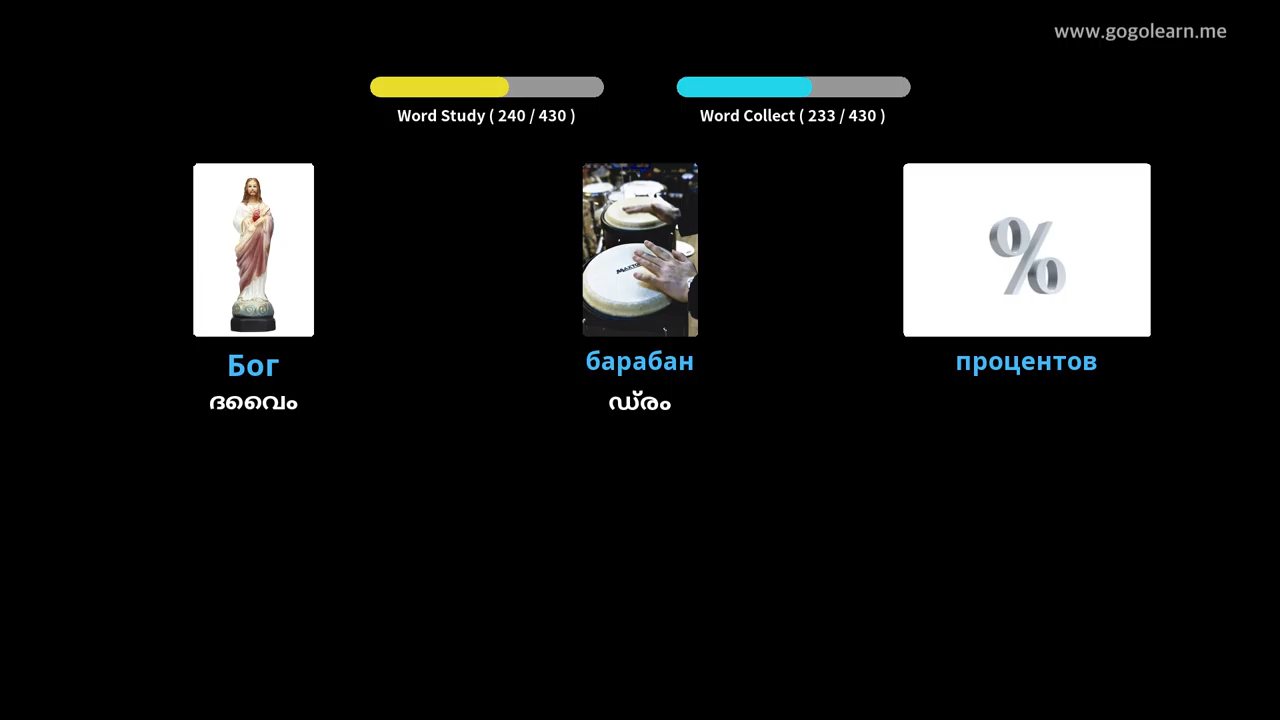 www.gogolearn.me
Word Study ( 240 / 430 )
Word Collect ( 233 / 430 )
Бог
барабан
процентов
ദൈവം
ഡ്രം